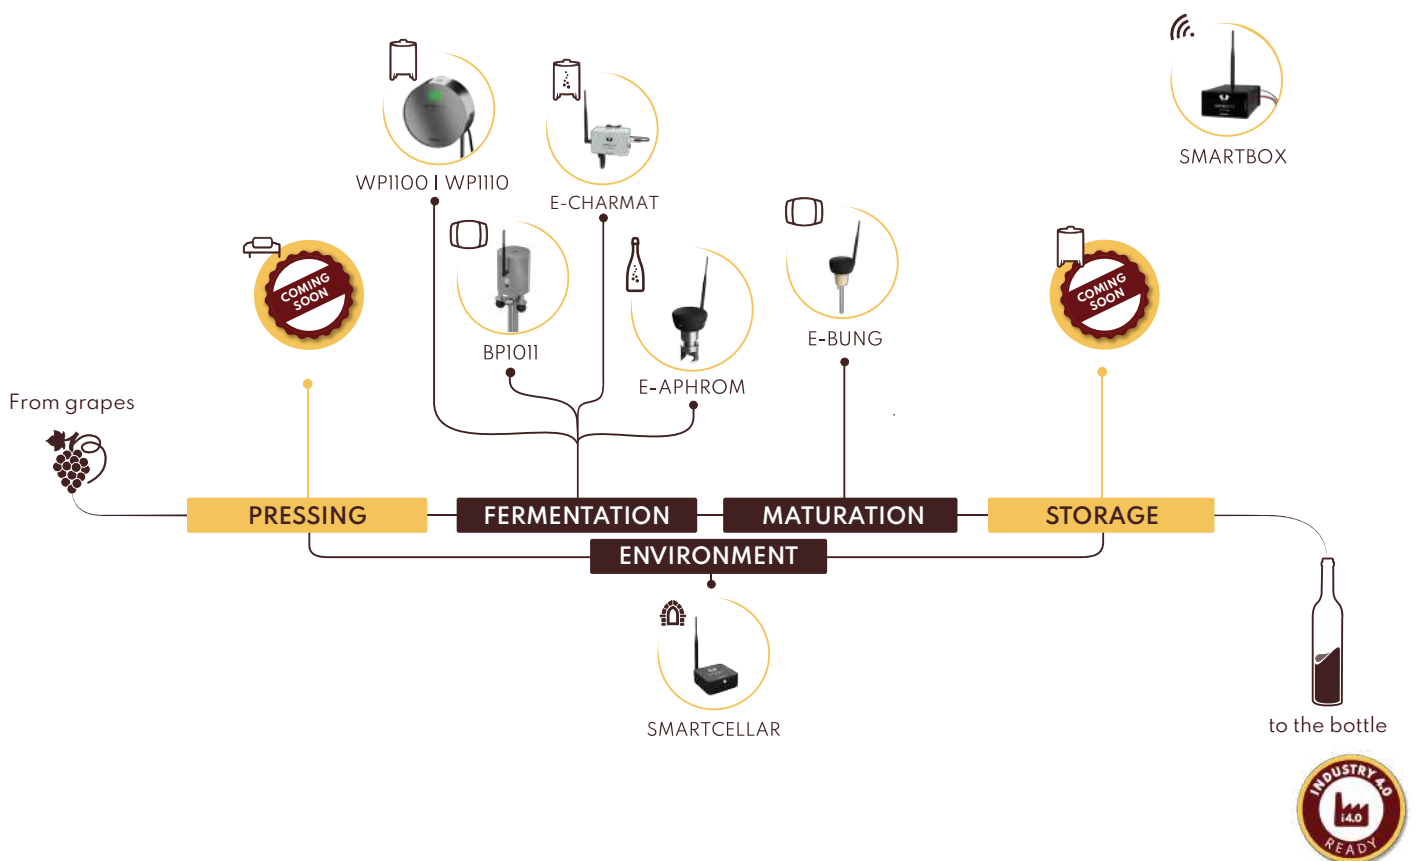 SMARTBOX
WP1100 | WP1110
E-CHARMAT
COMING
SOON
BP1011
E-APHROM
E-BUNG
COMING
SOON
From grapes
PRESSING
FERMENTATION
MATURATION
STORAGE
ENVIRONMENT
SMARTCELLAR
to the bottle
INDUSTRY 4.0
i4.0
READY